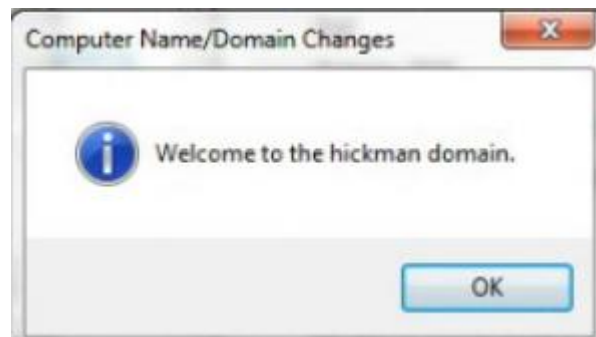 Computer Name/Domain Changes
Welcome to the hickman domain.
OK